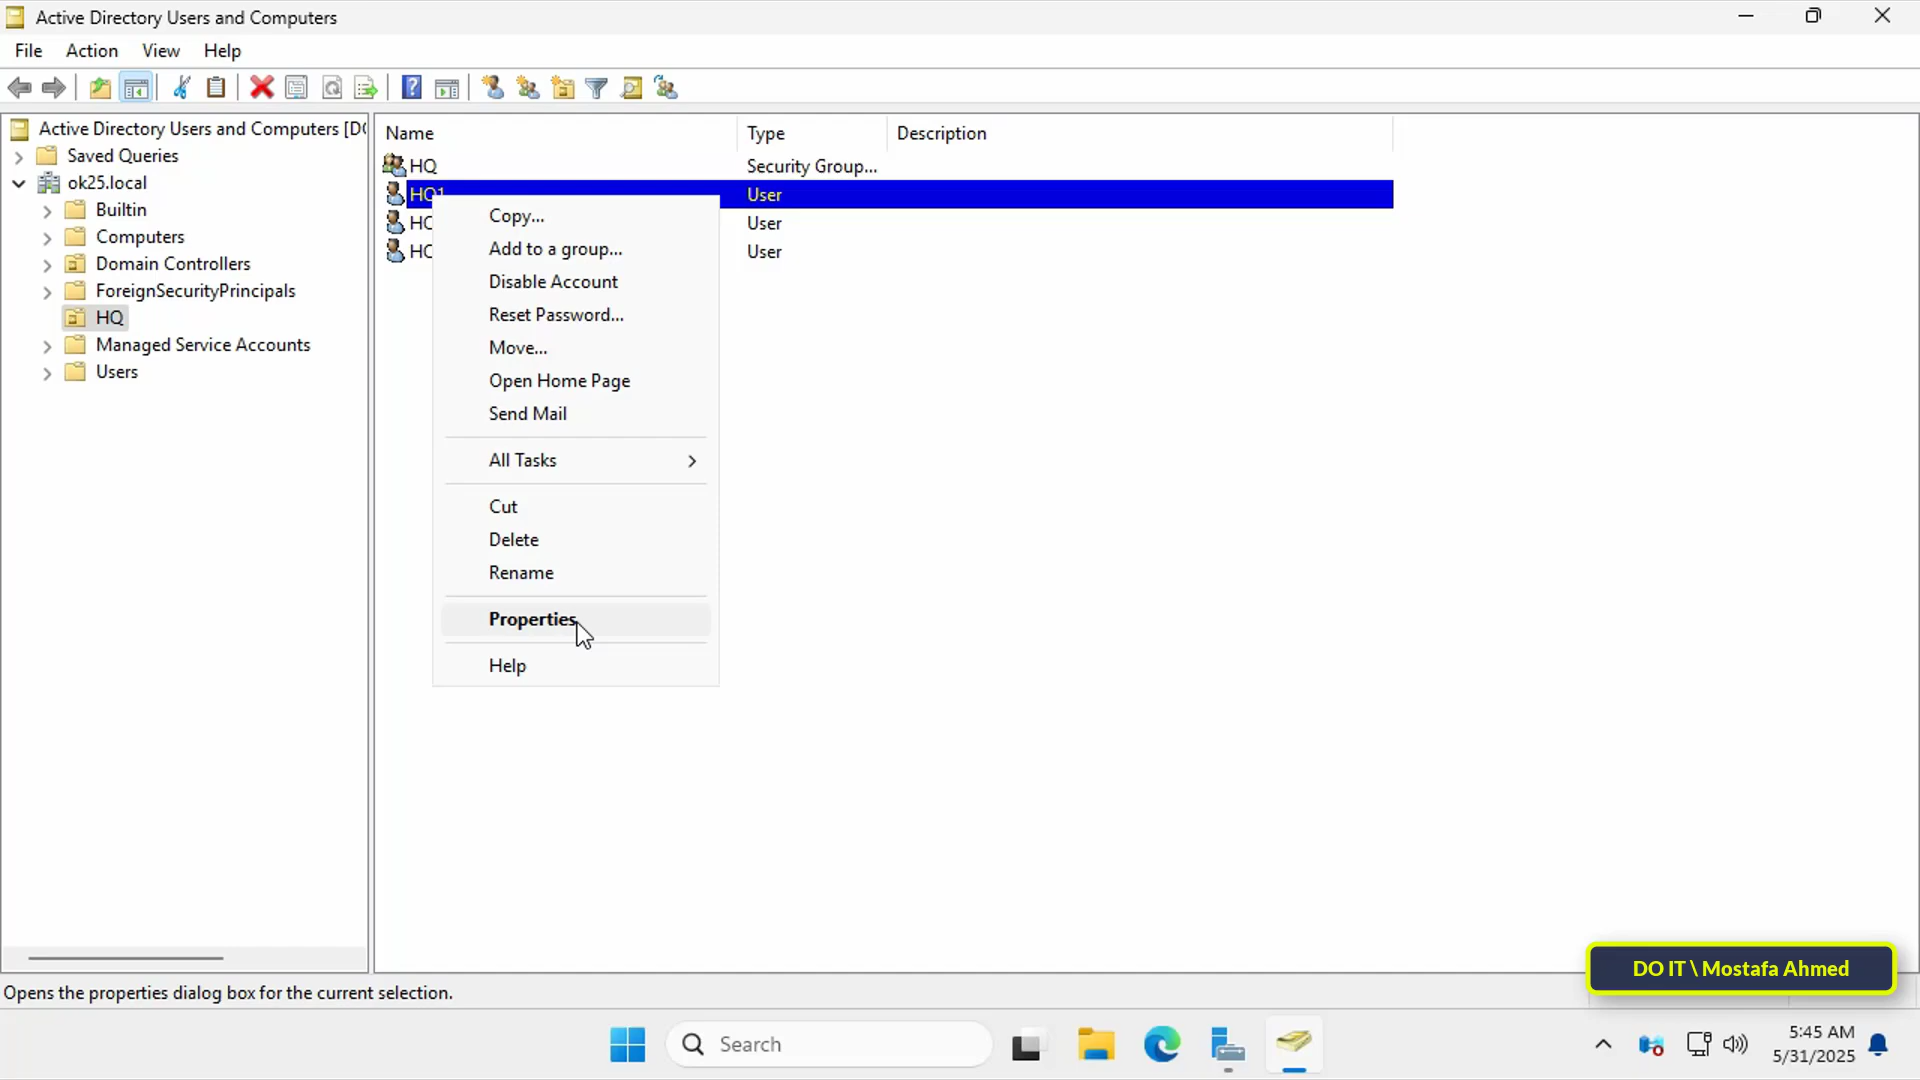 Active Directory Users and Computers
File Action View Help
Active Directory Users and Computers [D
Saved Queries
ok25.local
Builtin
Computers
Domain Controllers
ForeignSecurityPrincipals
HQ
Managed Service Accounts
Users
Name Type Description
HQ Security Group...
HQ1 User
User
User
Copy...
Add to a group...
Disable Account
Reset Password...
Move...
Open Home Page
Send Mail
All Tasks
Cut
Delete
Rename
Properties
Help
DO IT \ Mostafa Ahmed
Opens the properties dialog box for the current selection.
Search
5:45 AM
5/31/2025